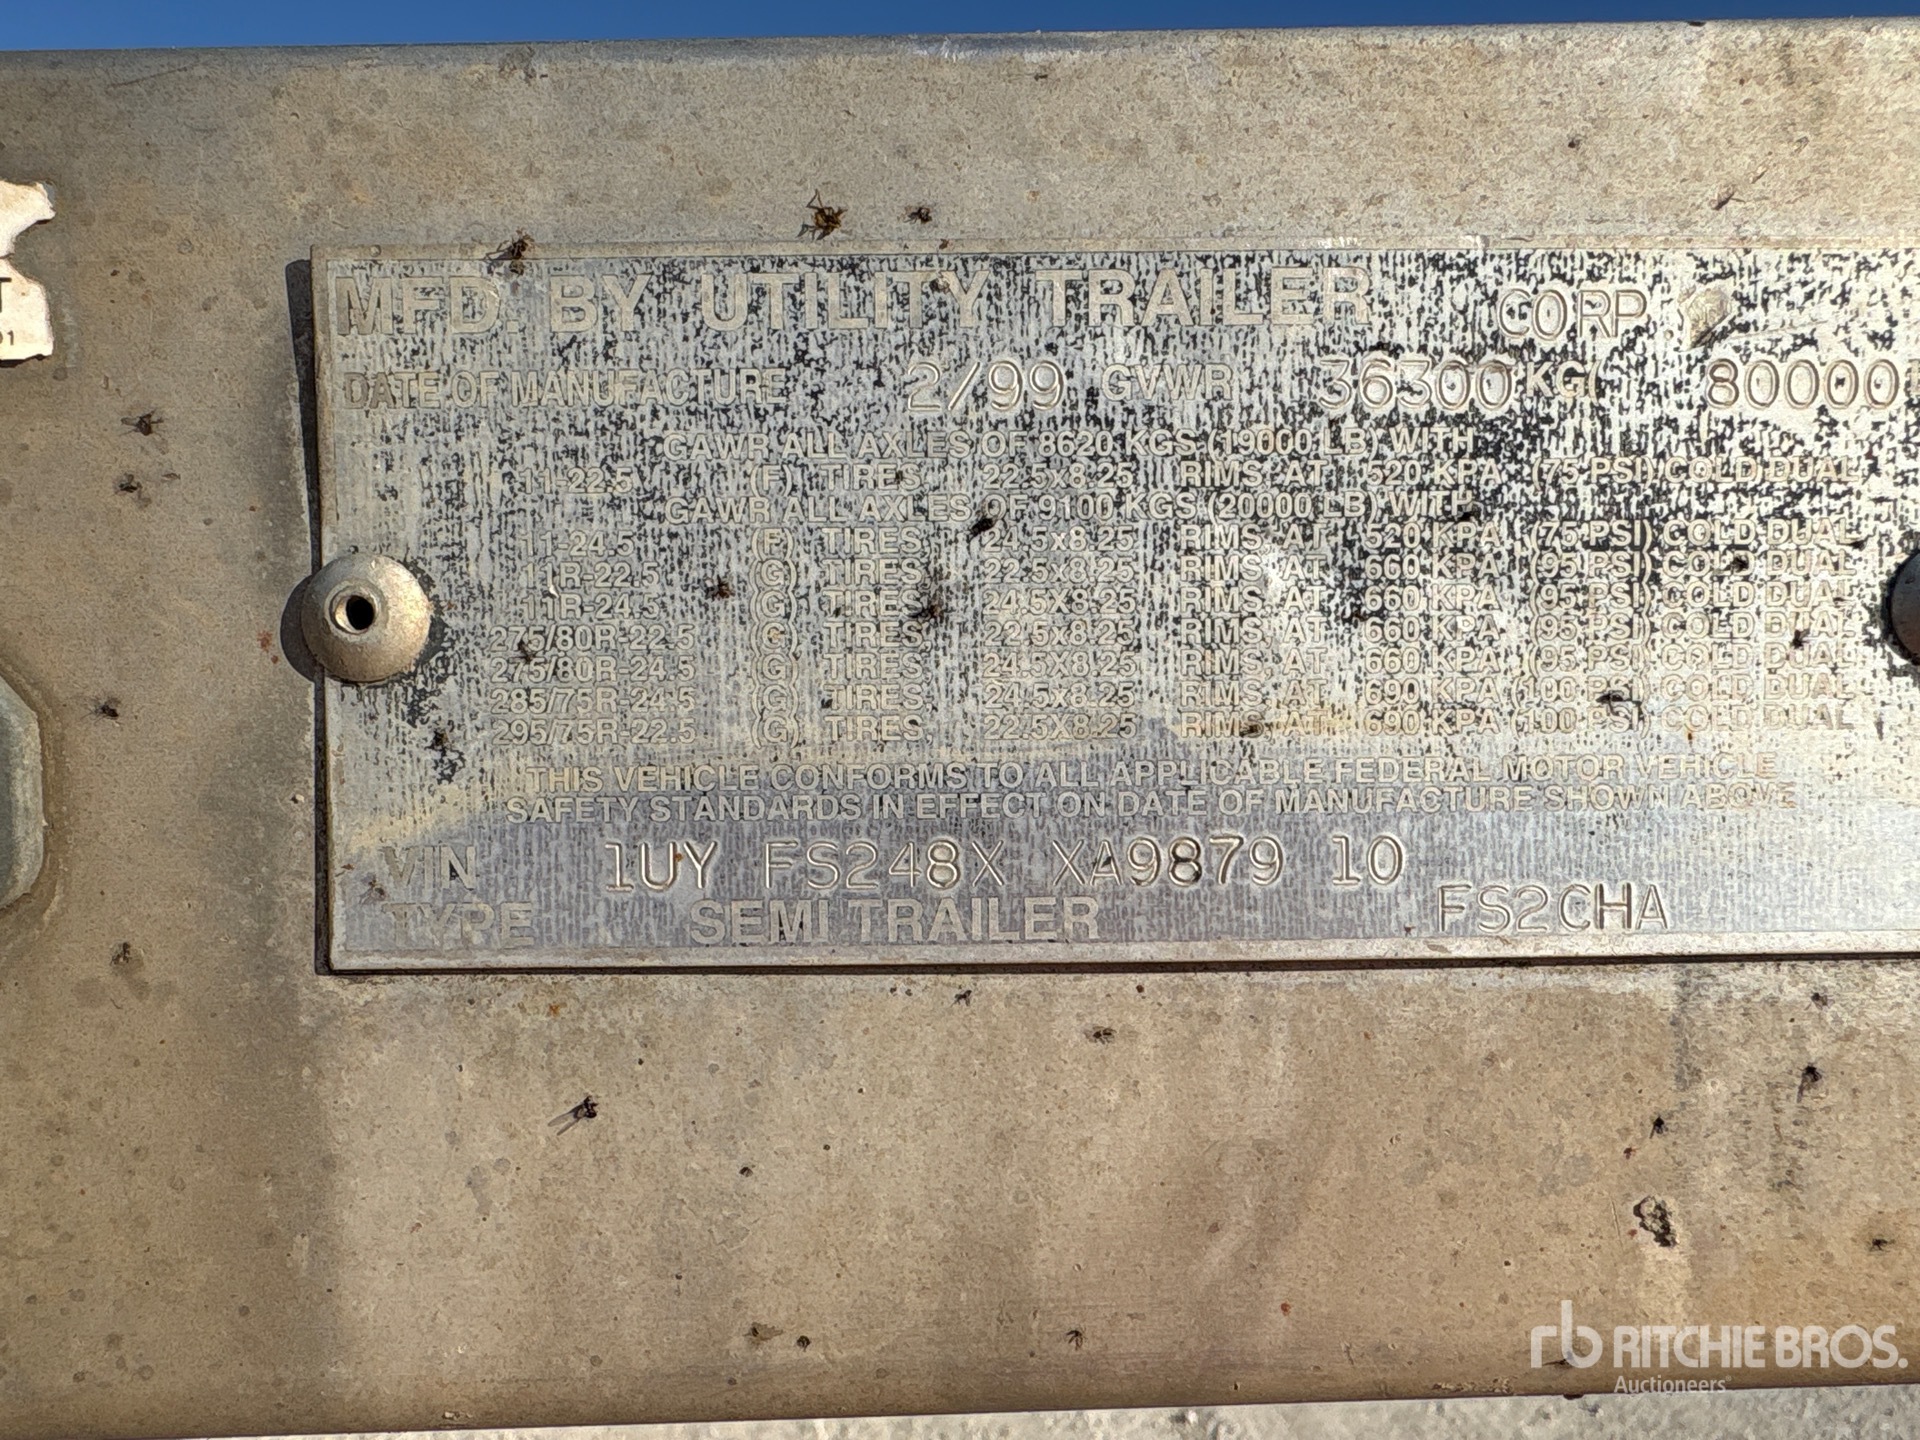 T
01
MFD. BY UTILITY TRAILER CORP.
DATE OF MANUFACTURE 2/99 GVWR 36300 KG( 80000
GAWR ALL AXLES OF 8620 KGS (19000 LB) WITH
11-22.5 (F) TIRES, 22.5x8.25 RIMS, AT 520 KPA (75 PSI) COLD DUAL
GAWR ALL AXLES OF 9100 KGS (20000 LB) WITH
11-24.5 (F) TIRES, 24.5x8.25 RIMS, AT 520 KPA (75 PSI) COLD DUAL
11R-22.5 (G) TIRES, 22.5x8.25 RIMS, AT 660 KPA (95 PSI) COLD DUAL
11R-24.5 (G) TIRES, 24.5X8.25 RIMS, AT 660 KPA (95 PSI) COLD DUAL
275/80R-22.5 (G) TIRES, 22.5x8.25 RIMS, AT 660 KPA (95 PSI) COLD DUAL
275/80R-24.5 (G) TIRES, 24.5X8.25 RIMS, AT 660 KPA (95 PSI) COLD DUAL
285/75R-24.5 (G) TIRES, 24.5X8.25 RIMS, AT 690 KPA (100 PSI) COLD DUAL
295/75R-22.5 (G) TIRES, 22.5X8.25 RIMS, AT 690 KPA (100 PSI) COLD DUAL
THIS VEHICLE CONFORMS TO ALL APPLICABLE FEDERAL MOTOR VEHICLE
SAFETY STANDARDS IN EFFECT ON DATE OF MANUFACTURE SHOWN ABOVE
VIN 1UY FS248X XA9879 10
TYPE SEMI TRAILER FS2CHA
rb RITCHIE BROS.
Auctioneers